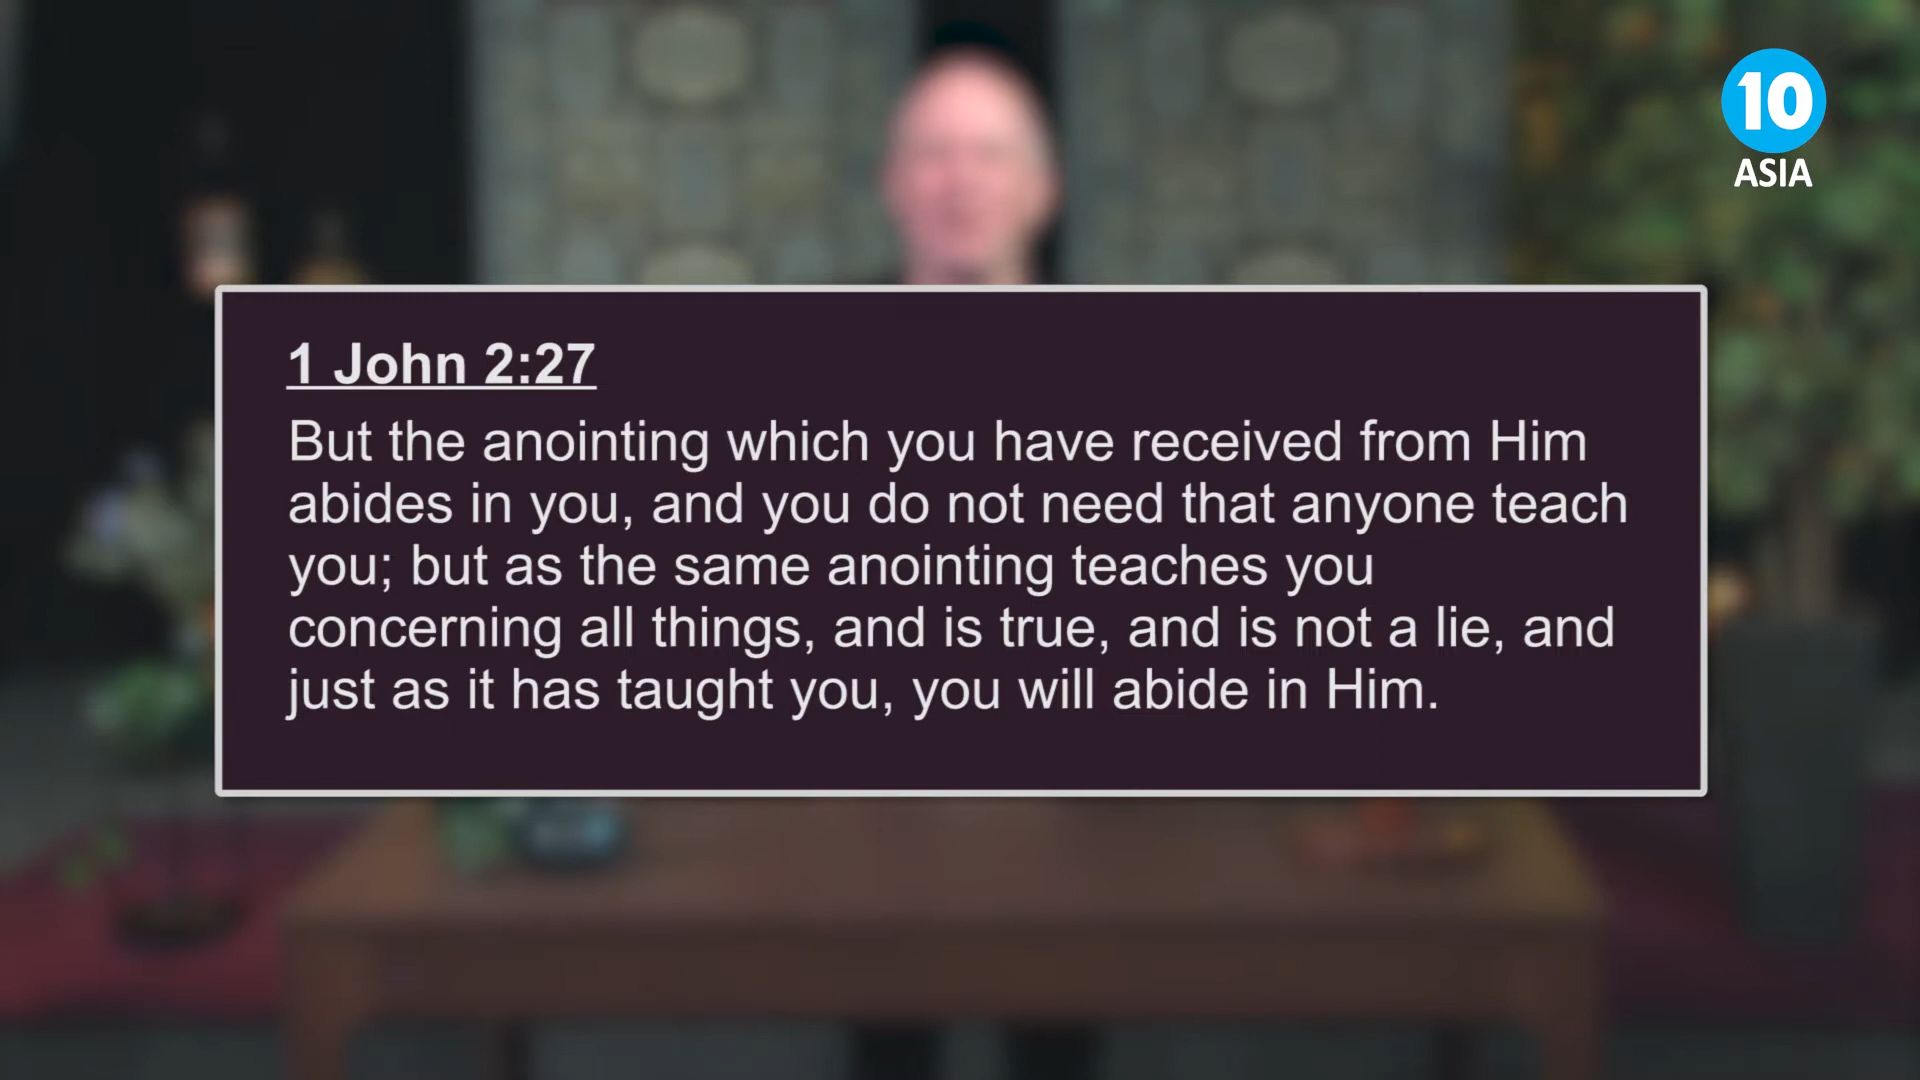 10
ASIA
1 John 2:27
But the anointing which you have received from Him
abides in you, and you do not need that anyone teach
you; but as the same anointing teaches you
concerning all things, and is true, and is not a lie, and
just as it has taught you, you will abide in Him.